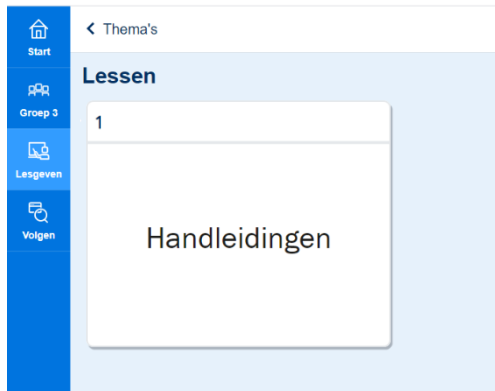 Start
Groep 3
Lesgeven
Volgen
Thema's
Lessen
1
Handleidingen